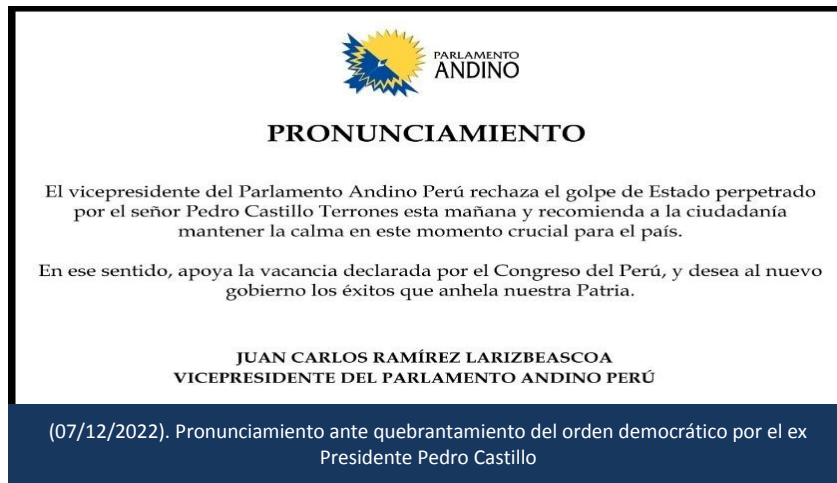 PARLAMENTO
ANDINO
PRONUNCIAMIENTO
El vicepresidente del Parlamento Andino Perú rechaza el golpe de Estado perpetrado
por el señor Pedro Castillo Terrones esta mañana y recomienda a la ciudadanía
mantener la calma en este momento crucial para el país.
En ese sentido, apoya la vacancia declarada por el Congreso del Perú, y desea al nuevo
gobierno los éxitos que anhela nuestra Patria.
JUAN CARLOS RAMÍREZ LARIZBEASCOA
VICEPRESIDENTE DEL PARLAMENTO ANDINO PERÚ
(07/12/2022). Pronunciamiento ante quebrantamiento del orden democrático por el ex
Presidente Pedro Castillo